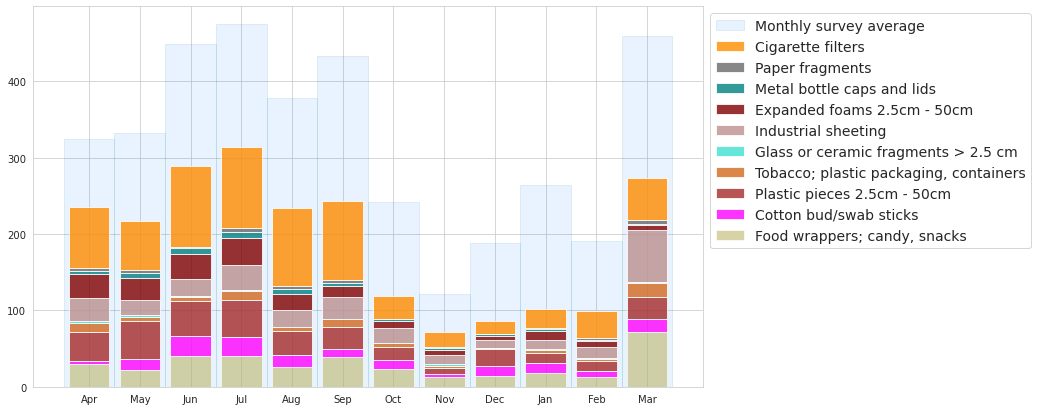 400
300
200
100
0
Apr May Jun Jul Aug Sep Oct Nov Dec Jan Feb Mar
Monthly survey average
Cigarette filters
Paper fragments
Metal bottle caps and lids
Expanded foams 2.5cm - 50cm
Industrial sheeting
Glass or ceramic fragments > 2.5 cm
Tobacco; plastic packaging, containers
Plastic pieces 2.5cm - 50cm
Cotton bud/swab sticks
Food wrappers; candy, snacks